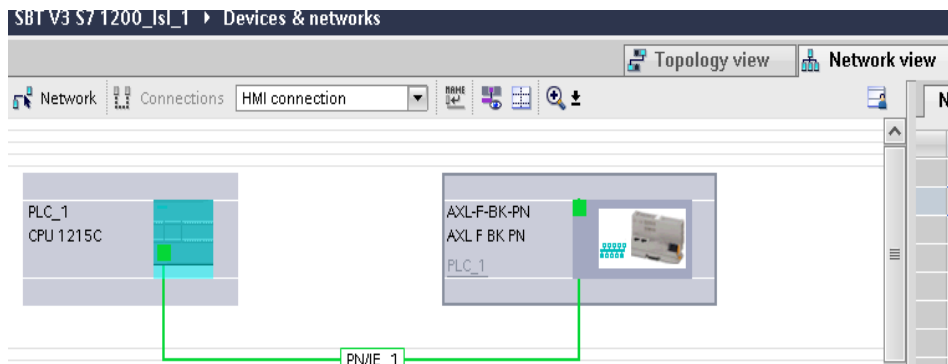 SBT V3 S7 1200_lsl_1 ▸ Devices & networks
Topology view Network view
Network Connections HMI connection
PLC_1
CPU 1215C
AXL-F-BK-PN
AXL F BK PN
PLC_1
PN/IE_1